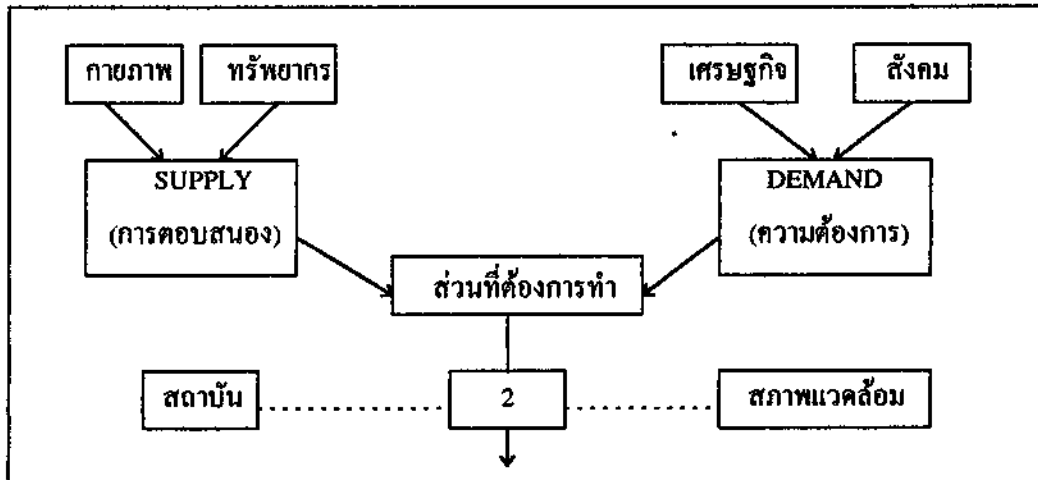 กายภาพ
ทรัพยากร
เศรษฐกิจ
สังคม
SUPPLY
(การตอบสนอง)
DEMAND
(ความต้องการ)
ส่วนที่ต้องการทำ
สถาบัน
2
สภาพแวดล้อม